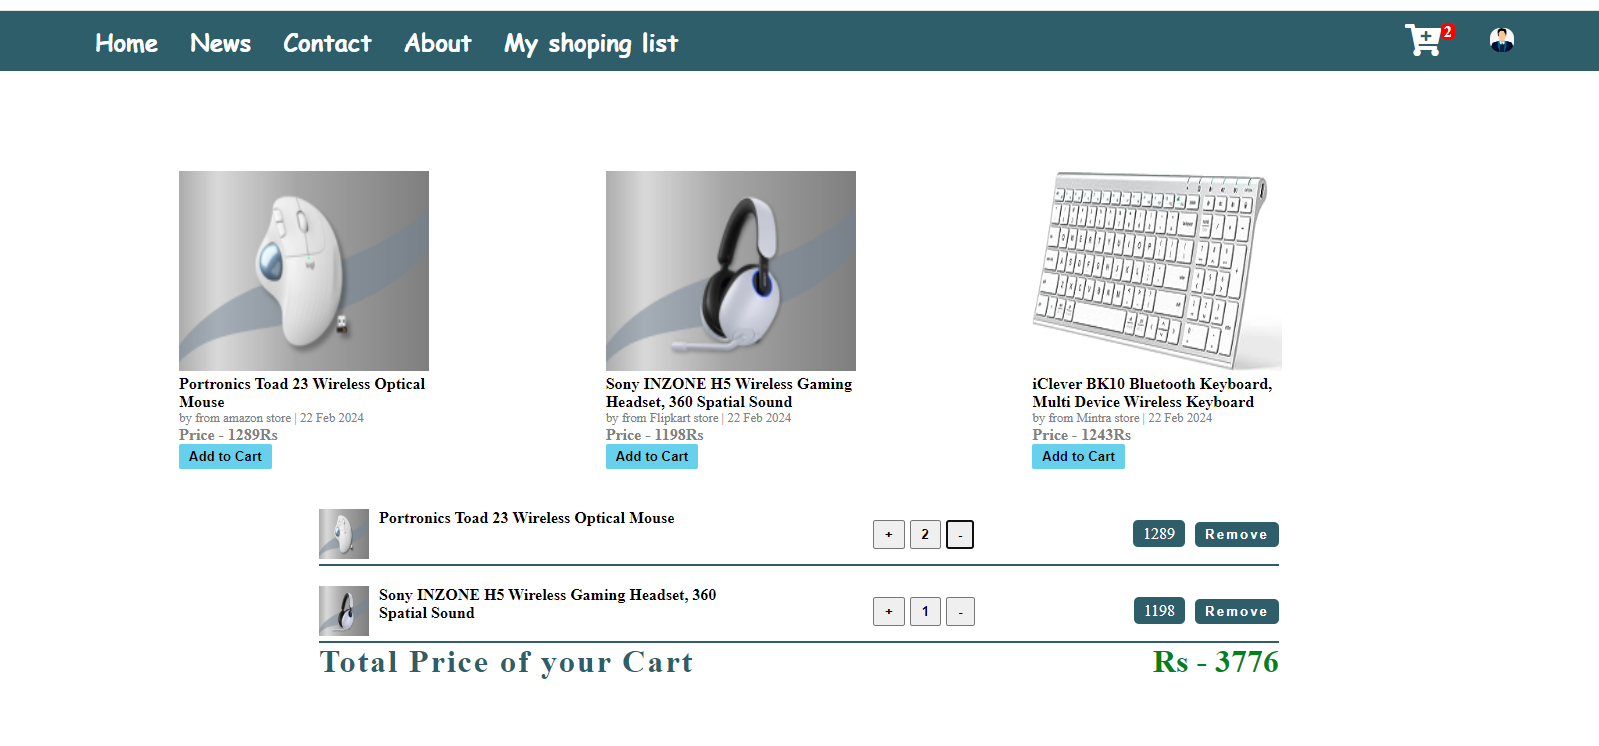 Home News Contact About My shoping list 2
Portronics Toad 23 Wireless Optical
Mouse
by from amazon store | 22 Feb 2024
Price - 1289Rs
Add to Cart
Sony INZONE H5 Wireless Gaming
Headset, 360 Spatial Sound
by from Flipkart store | 22 Feb 2024
Price - 1198Rs
Add to Cart
iClever BK10 Bluetooth Keyboard,
Multi Device Wireless Keyboard
by from Mintra store | 22 Feb 2024
Price - 1243Rs
Add to Cart
Portronics Toad 23 Wireless Optical Mouse
+ 2 - 1289 Remove
Sony INZONE H5 Wireless Gaming Headset, 360
Spatial Sound
+ 1 - 1198 Remove
Total Price of your Cart Rs - 3776